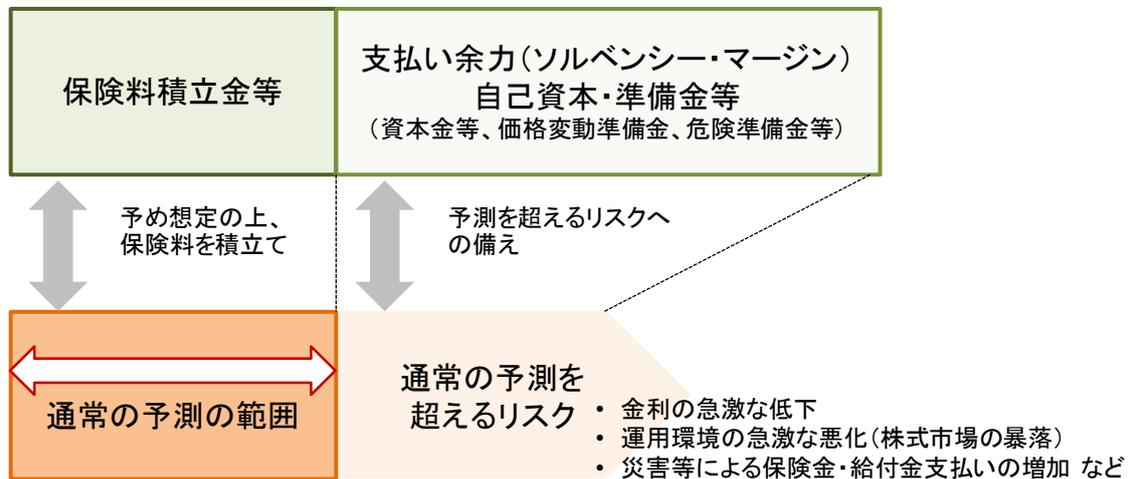 保険料積立金等
支払い余力(ソルベンシー・マージン)
自己資本・準備金等
(資本金等、価格変動準備金、危険準備金等)
予め想定の上、
保険料を積立て
予測を超えるリスクへ
の備え
通常の予測の範囲
通常の予測を
超えるリスク
• 金利の急激な低下
• 運用環境の急激な悪化(株式市場の暴落)
• 災害等による保険金・給付金支払いの増加 など